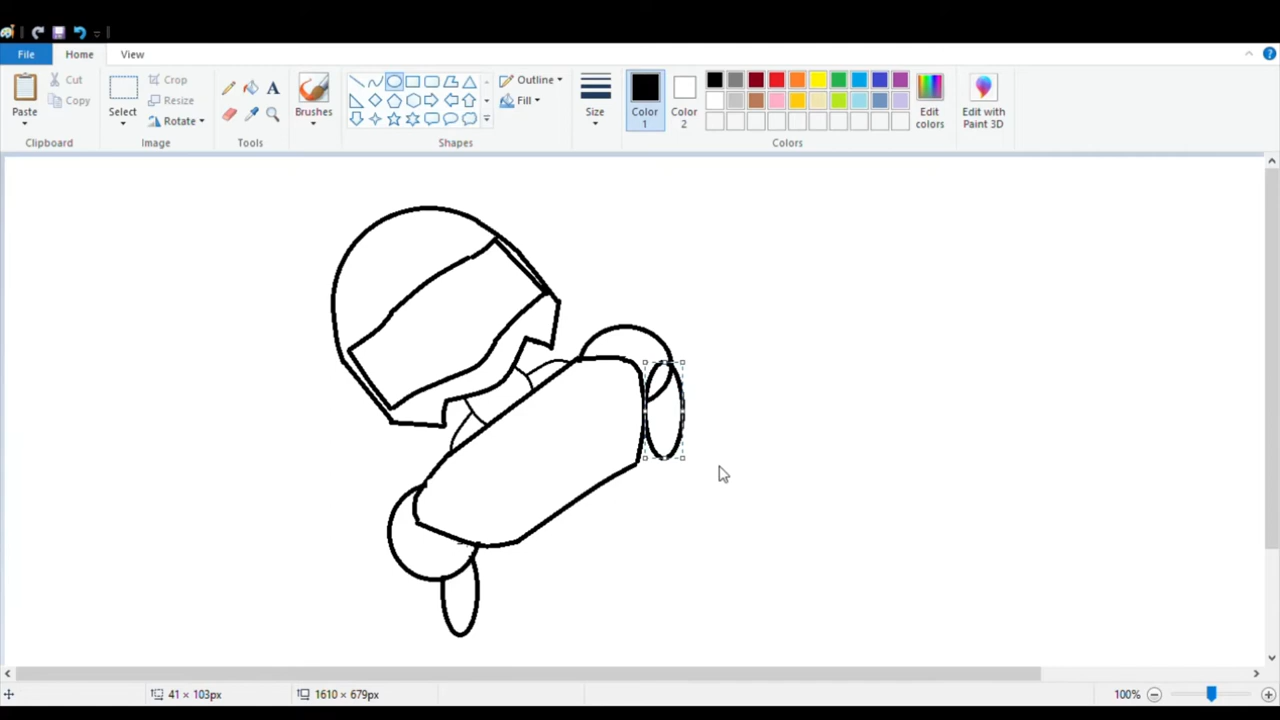 File Home View
Paste
Cut
Copy
Clipboard
Select
Crop
Resize
Rotate
Image
Tools
Brushes
Shapes
Outline
Fill
Size
Color
1
Color
2
Edit
colors
Colors
Edit with
Paint 3D
41 × 103px
1610 × 679px
100%